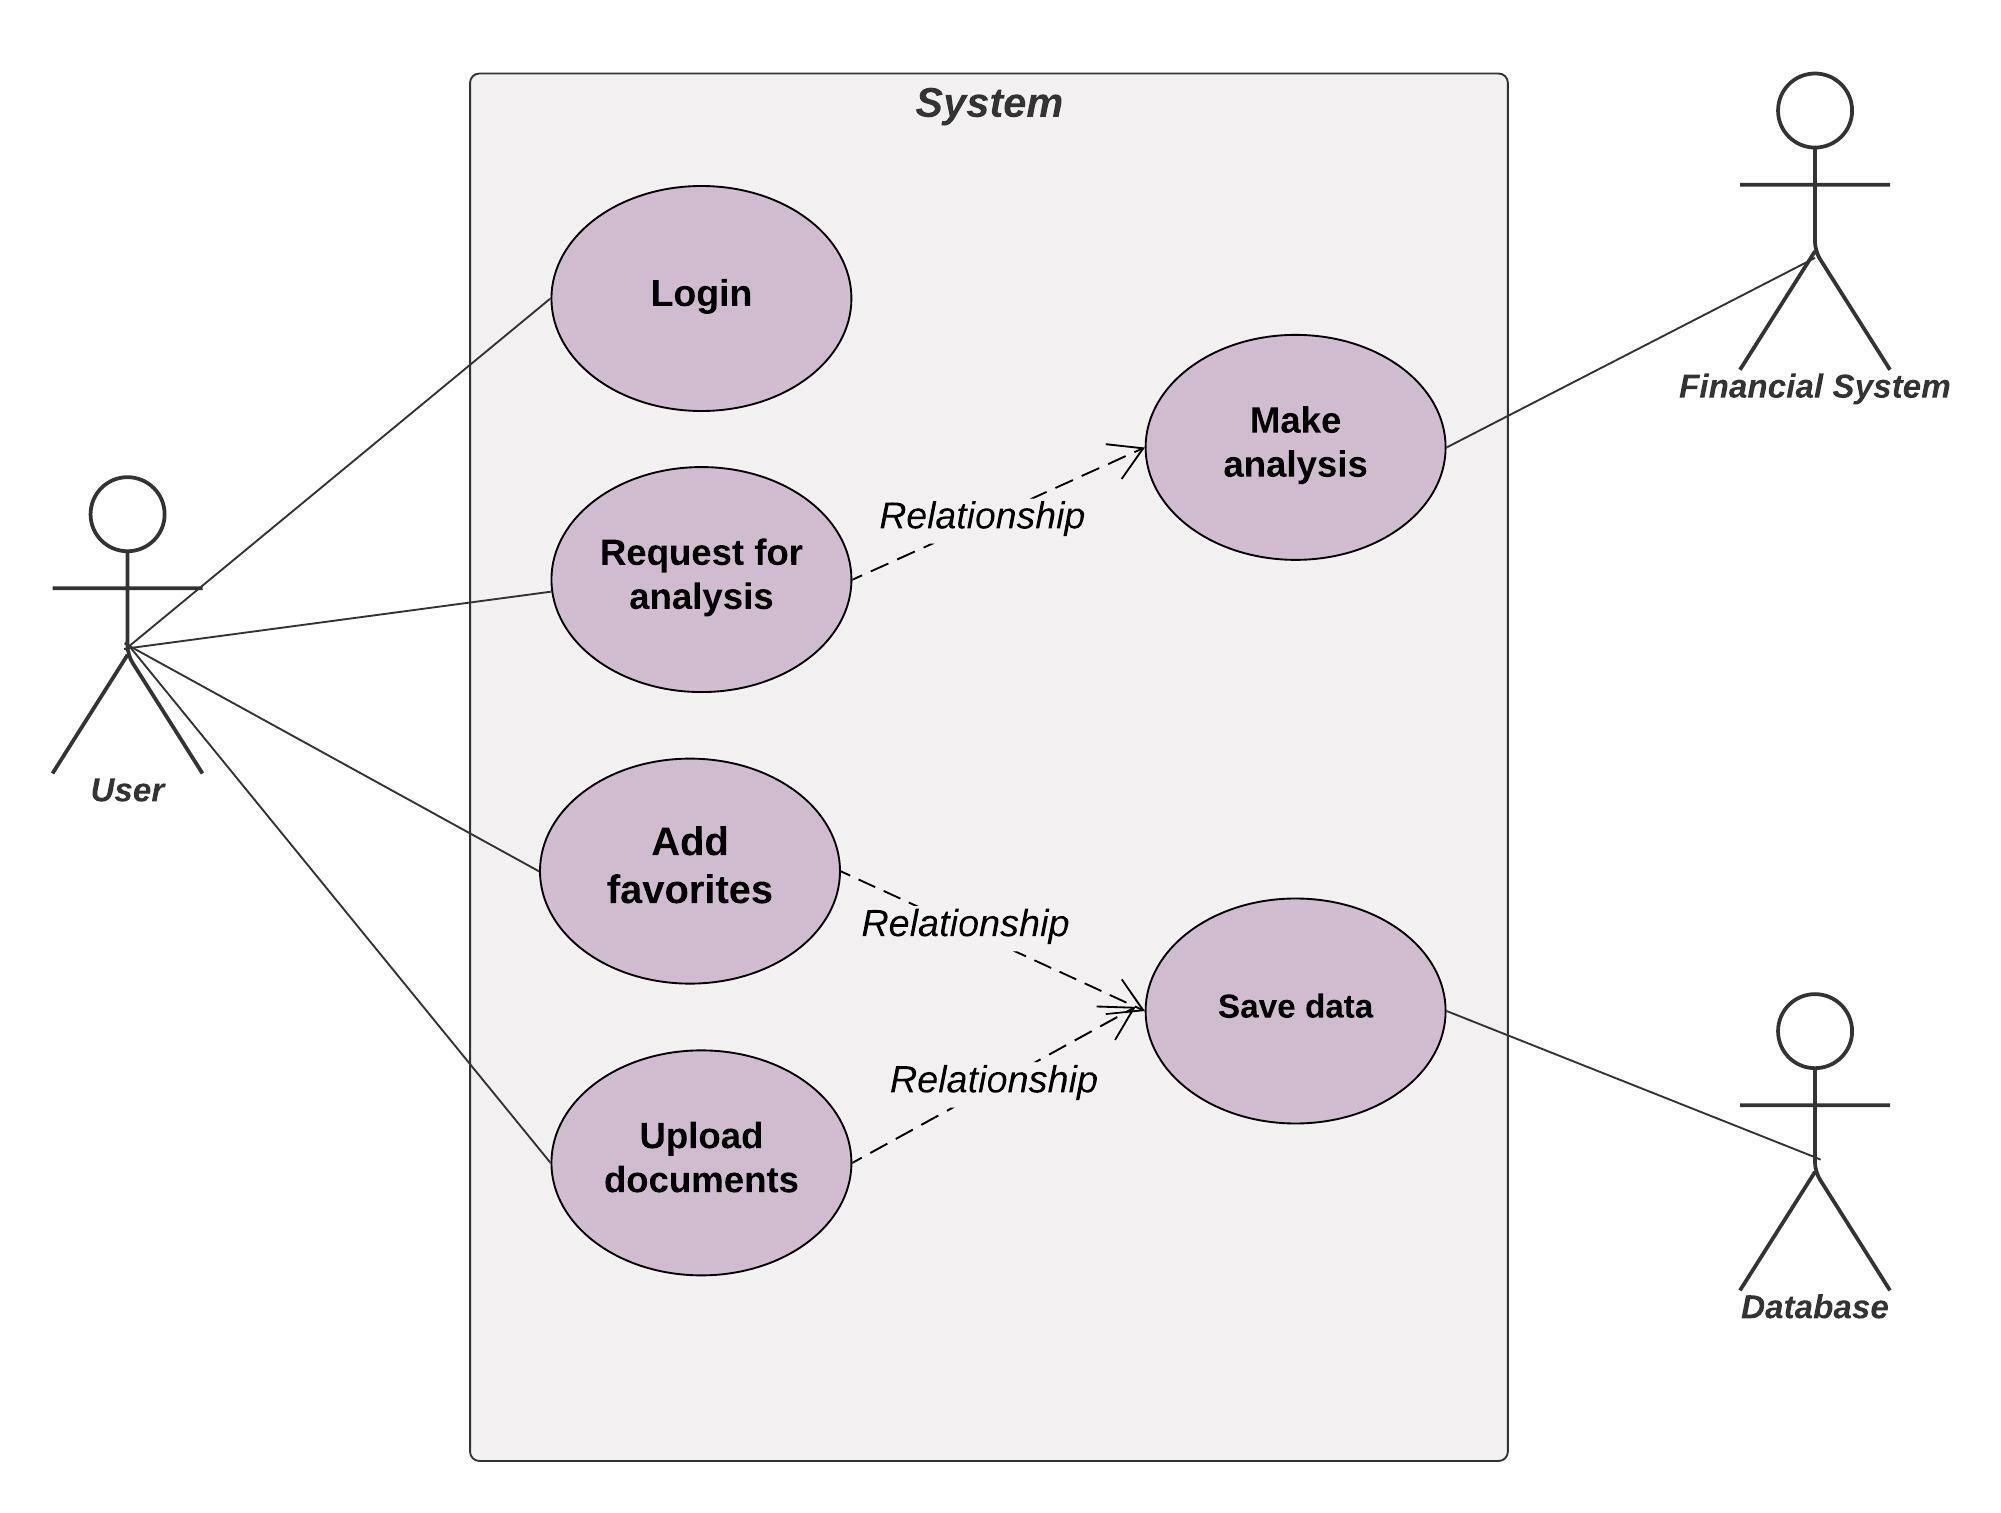 System
Login
Financial System
Make
analysis
Relationship
Request for
analysis
User
Add
favorites
Relationship
Save data
Relationship
Upload
documents
Database